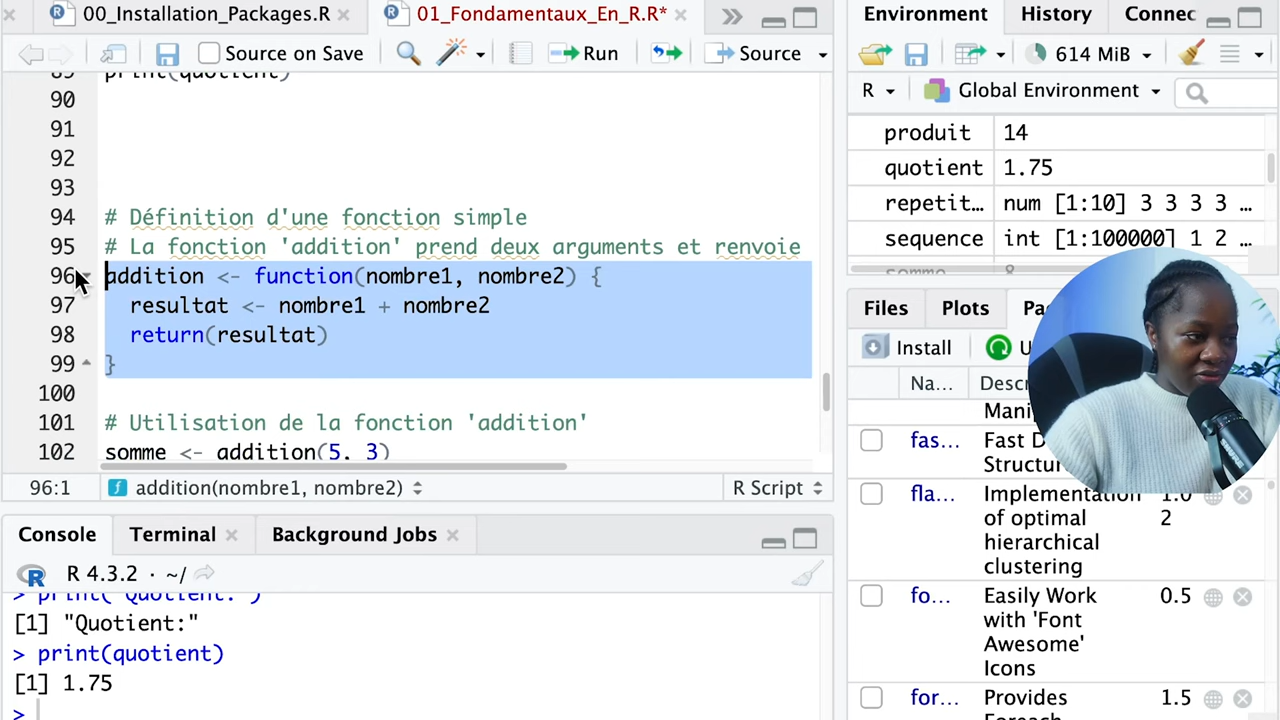 00_Installation_Packages.R
01_Fondamentaux_En_R.R*
Source on Save
Run
Source
89 print(quotient)
90
91
92
93
94 # Définition d'une fonction simple
95 # La fonction 'addition' prend deux arguments et renvoie
96 addition <- function(nombre1, nombre2) {
97 resultat <- nombre1 + nombre2
98 return(resultat)
99 }
100
101 # Utilisation de la fonction 'addition'
102 somme <- addition(5, 3)
96:1 addition(nombre1, nombre2) R Script
Console Terminal Background Jobs
R 4.3.2 · ~/
> print("Quotient:")
[1] "Quotient:"
> print(quotient)
[1] 1.75
>
Environment History Connec
614 MiB
R Global Environment
produit 14
quotient 1.75
repetit… num [1:10] 3 3 3 3 …
sequence int [1:100000] 1 2 …
somme 8
Files Plots Pa
Install U
Na… Descr
Mani
fas… Fast D
Structur
fla… Implementation 1.0
of optimal 2
hierarchical
clustering
fo… Easily Work 0.5
with 'Font
Awesome'
Icons
for… Provides 1.5
Foreach